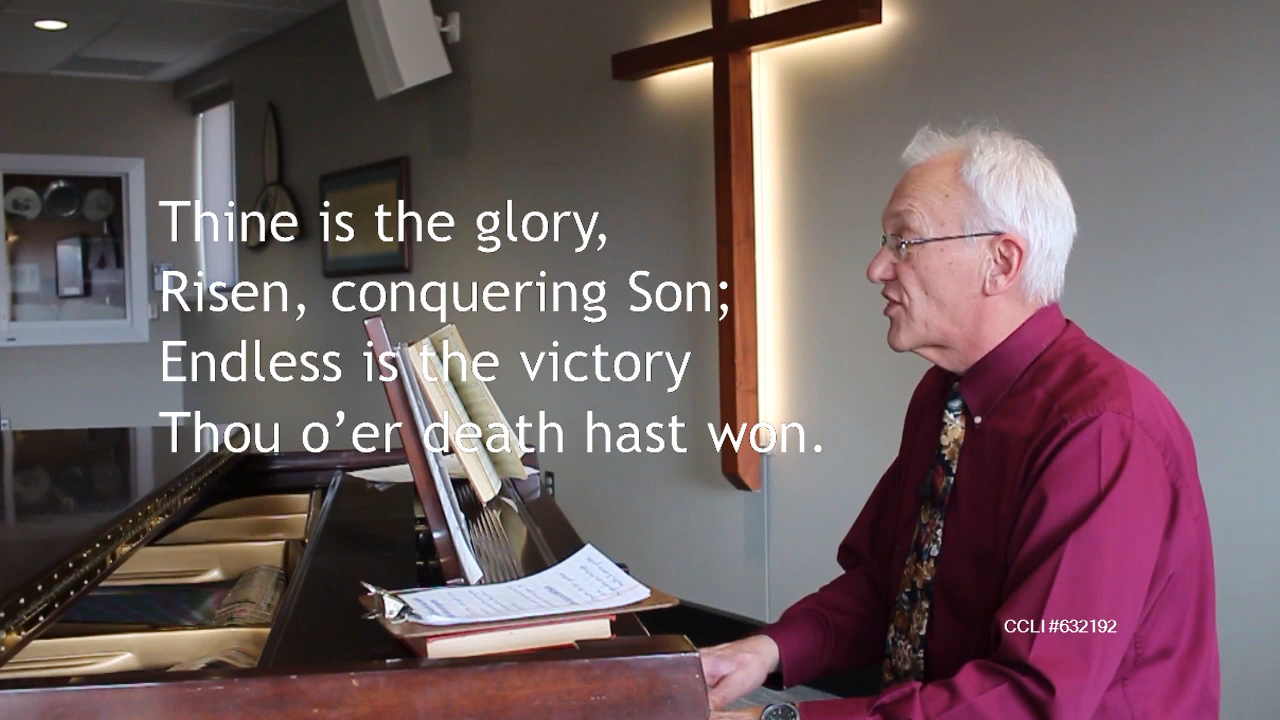 Thine is the glory,
Risen, conquering Son;
Endless is the victory
Thou o’er death hast won.
CCLI #632192